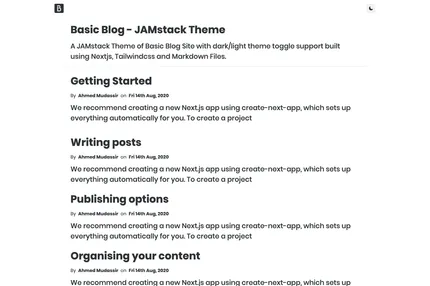 B
Basic Blog - JAMstack Theme
A JAMstack Theme of Basic Blog Site with dark/light theme toggle support built
using Nextjs, Tailwindcss and Markdown Files.
Getting Started
By Ahmed Mudassir on Fri 14th Aug, 2020
We recommend creating a new Next.js app using create-next-app, which sets up
everything automatically for you. To create a project
Writing posts
By Ahmed Mudassir on Fri 14th Aug, 2020
We recommend creating a new Next.js app using create-next-app, which sets up
everything automatically for you. To create a project
Publishing options
By Ahmed Mudassir on Fri 14th Aug, 2020
We recommend creating a new Next.js app using create-next-app, which sets up
everything automatically for you. To create a project
Organising your content
By Ahmed Mudassir on Fri 14th Aug, 2020
We recommend creating a new Next.js app using create-next-app, which sets up